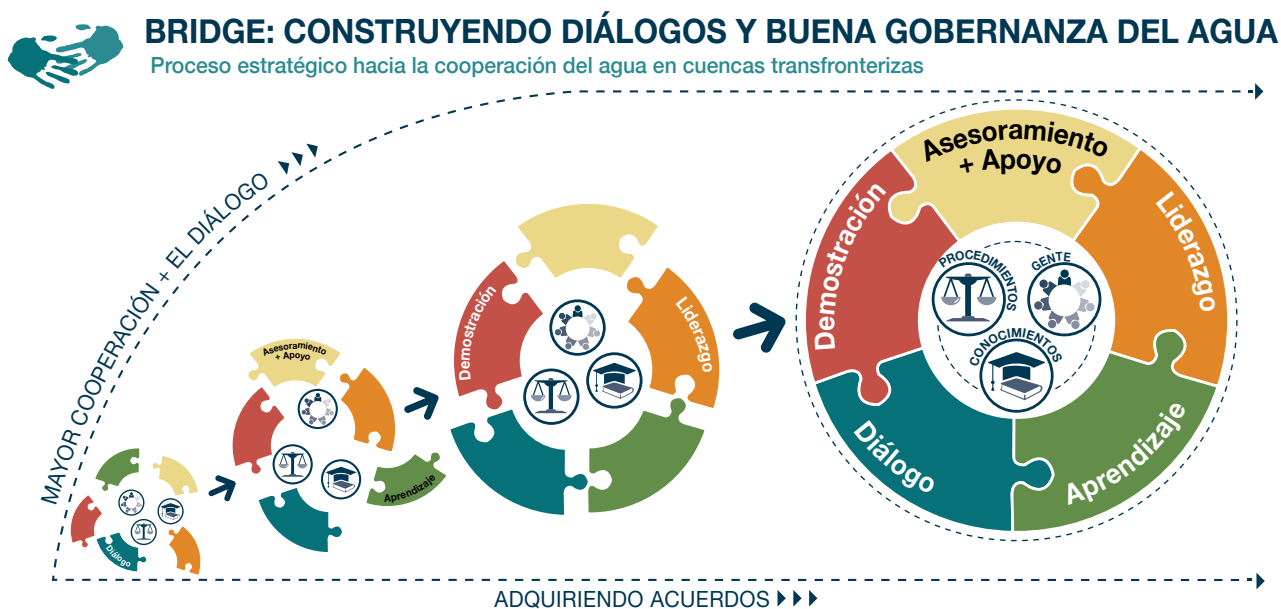 BRIDGE: CONSTRUYENDO DIÁLOGOS Y BUENA GOBERNANZA DEL AGUA
Proceso estratégico hacia la cooperación del agua en cuencas transfronterizas
MAYOR COOPERACIÓN + EL DIÁLOGO
Diálogo
Asesoramiento
+ Apoyo
Aprendizaje
Demostración
Liderazgo
Asesoramiento
+ Apoyo
Demostración
Liderazgo
PROCEDIMIENTOS
GENTE
CONOCIMIENTOS
Diálogo
Aprendizaje
ADQUIRIENDO ACUERDOS